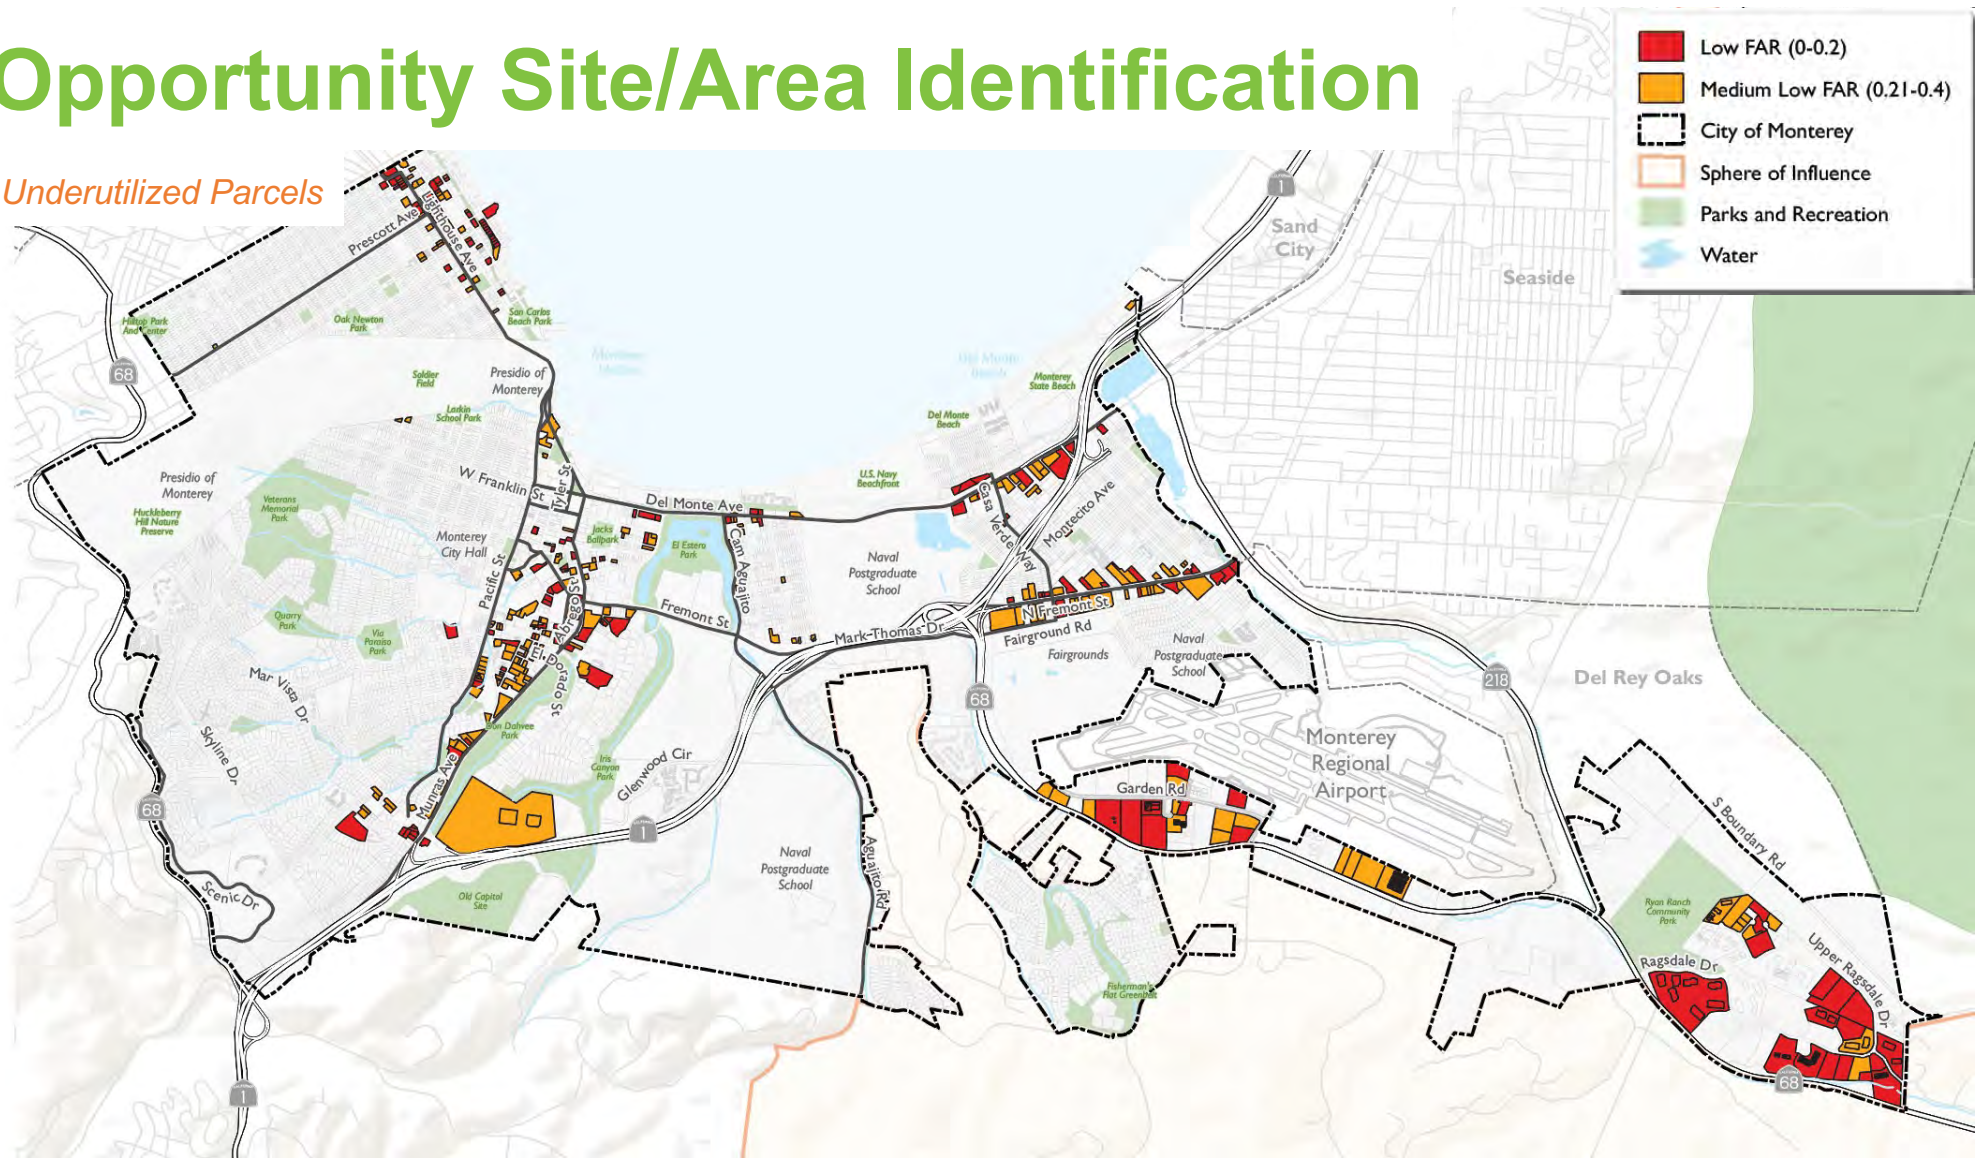 Opportunity Site/Area Identification
Underutilized Parcels
Low FAR (0-0.2)
Medium Low FAR (0.21-0.4)
City of Monterey
Sphere of Influence
Parks and Recreation
Water
1
Sand
City
Seaside
Prescott Ave
Lighthouse Ave
Hilltop Park
And Center
Oak Newton
Park
San Carlos
Beach Park
68
Soldier
Field
Presidio of
Monterey
Larkin
School Park
Monterey
State Beach
Del Monte
Beach
Presidio of
Monterey
Veterans
Memorial
Park
Huckleberry
Hill Nature
Preserve
W Franklin St
Tyler St
Del Monte Ave
U.S. Navy
Beachfront
Casa Verde Way
Montecito Ave
Monterey
City Hall
Jacks
Ballpark
El Estero
Park
Cam Aguajito
Naval
Postgraduate
School
Pacific St
Abrego St
Fremont St
Mark-Thomas Dr
N Fremont St
Fairground Rd
Fairgrounds
Naval
Postgraduate
School
Quarry
Park
Via
Paraiso
Park
El Dorado St
Mar Vista Dr
Skyline Dr
Don Dahvee
Park
Iris
Canyon
Park
Glenwood Cir
Munras Ave
68
218
Del Rey Oaks
Monterey
Regional
Airport
Garden Rd
S Boundary Rd
68
1
Naval
Postgraduate
School
Aguajito Rd
Scenic Dr
Old Capitol
Site
Ryan Ranch
Community
Park
Ragsdale Dr
Upper Ragsdale Dr
Fisherman's
Flat Greenbelt
68
1